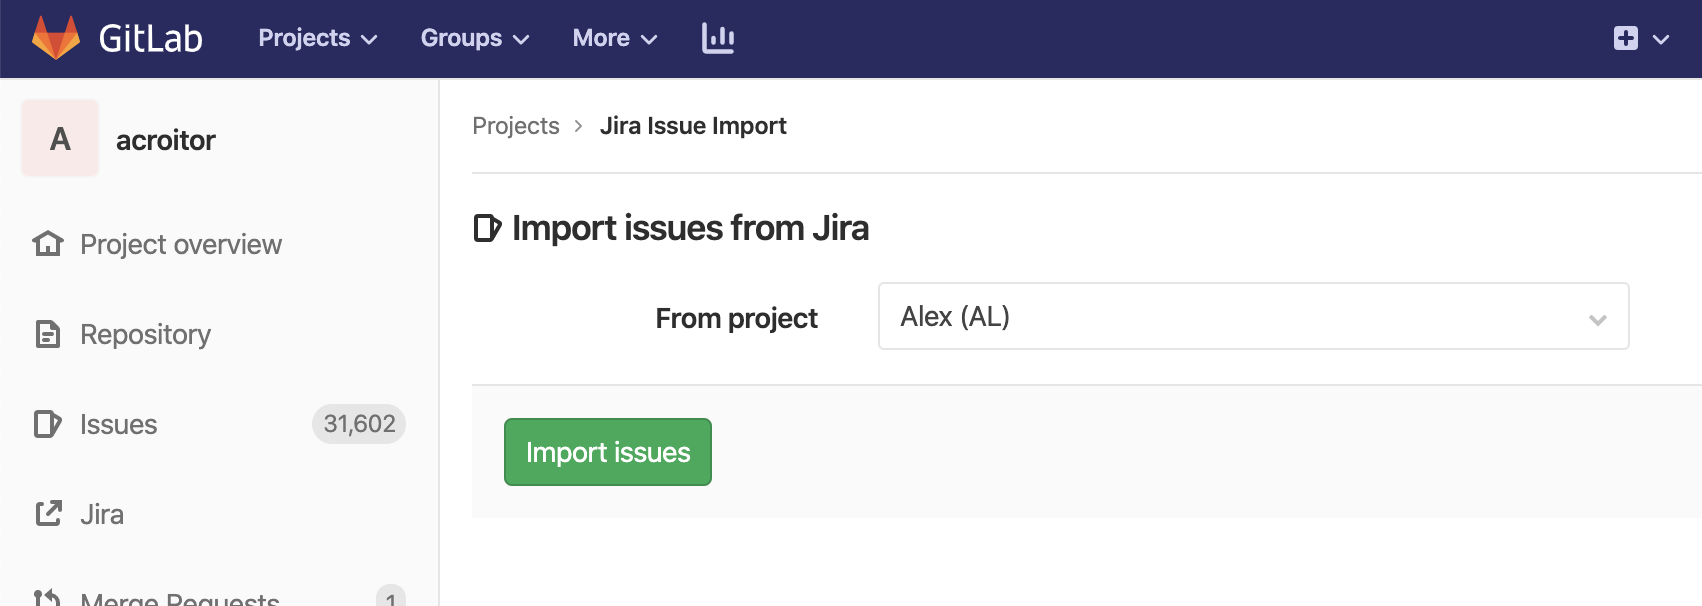 GitLab Projects Groups More
A acroitor
Projects > Jira Issue Import
Project overview
Repository
Issues 31,602
Jira
Merge Requests 1
Import issues from Jira
From project Alex (AL)
Import issues